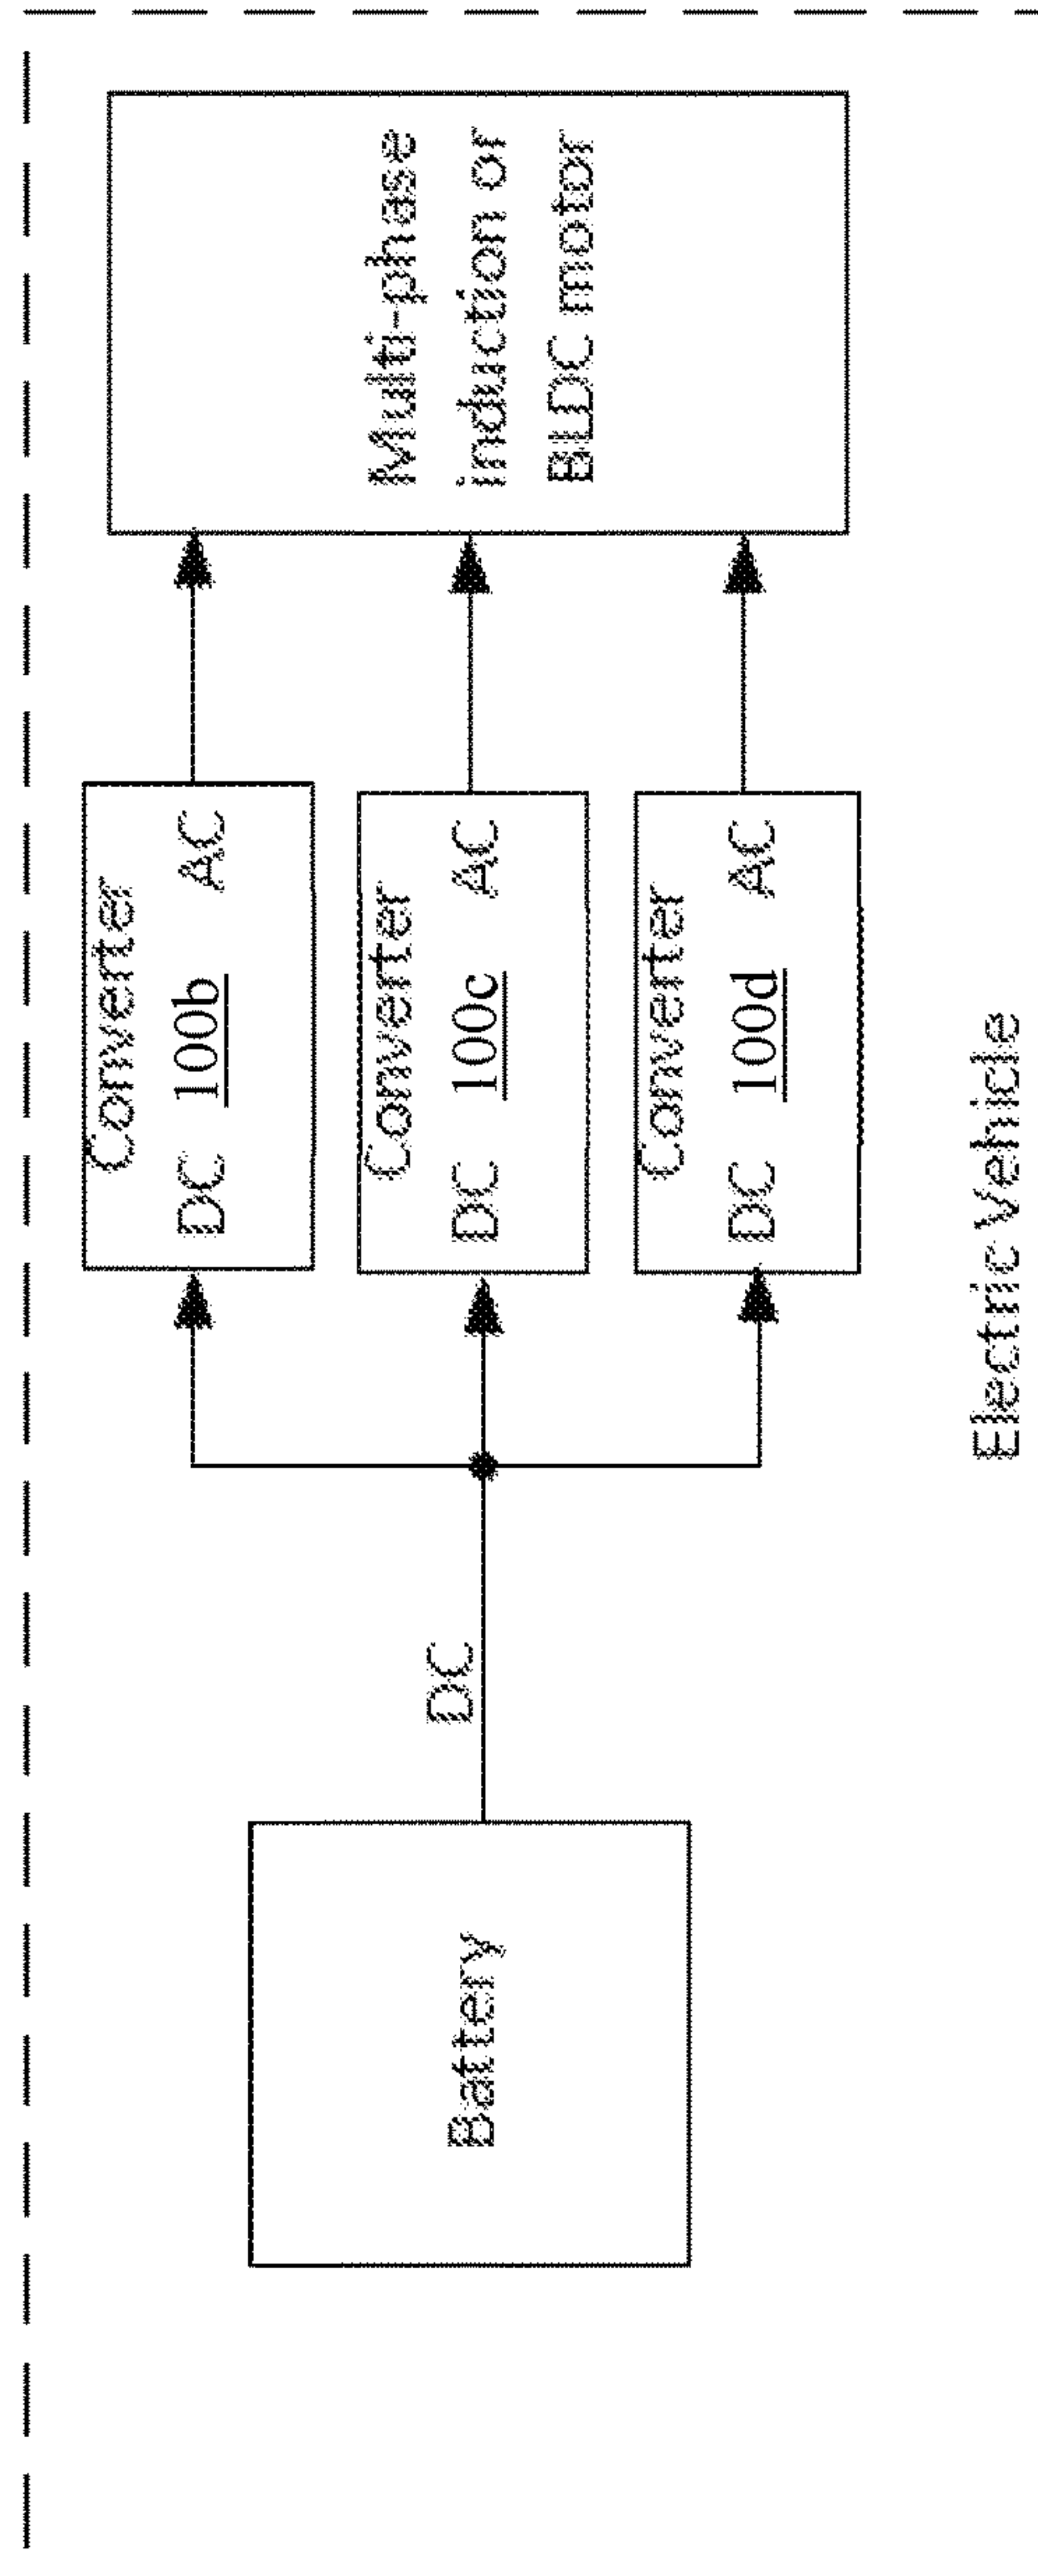 Battery
DC
Converter
DC 100b AC
Converter
DC 100c AC
Converter
DC 100d AC
Multi-phase
induction or
BLDC motor
Electric Vehicle